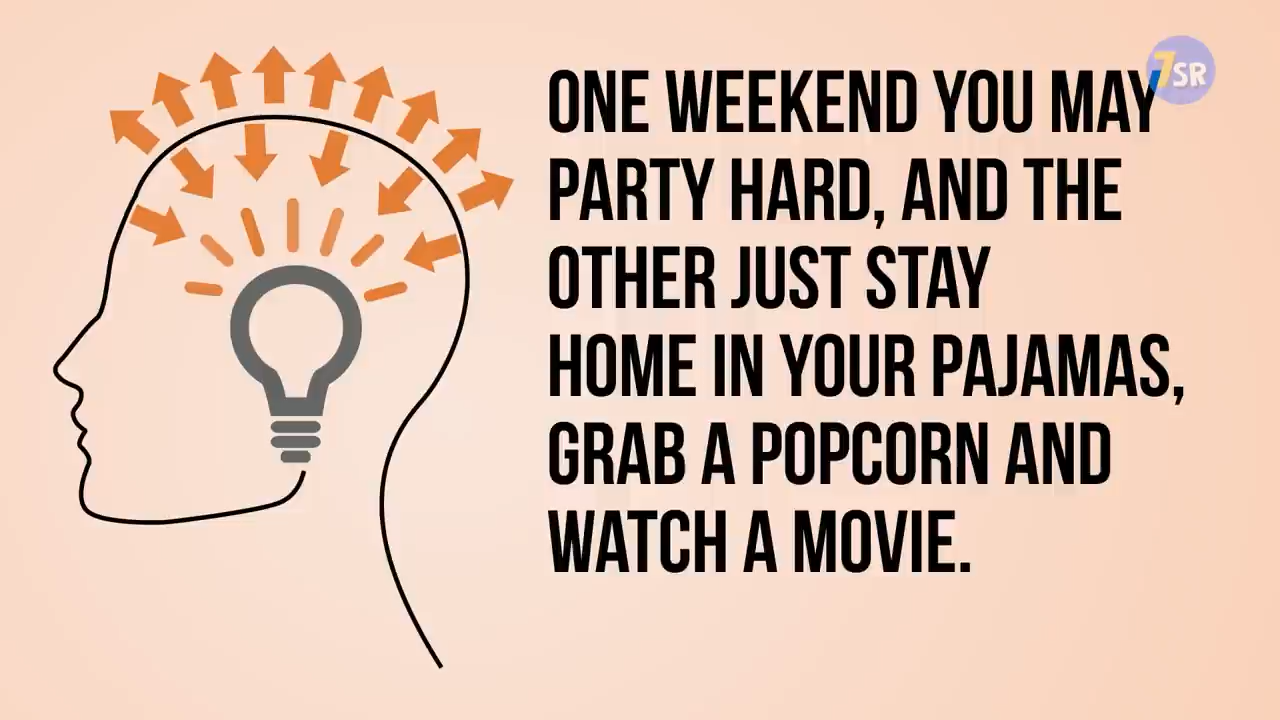 7SR
ONE WEEKEND YOU MAY
PARTY HARD, AND THE
OTHER JUST STAY
HOME IN YOUR PAJAMAS,
GRAB A POPCORN AND
WATCH A MOVIE.